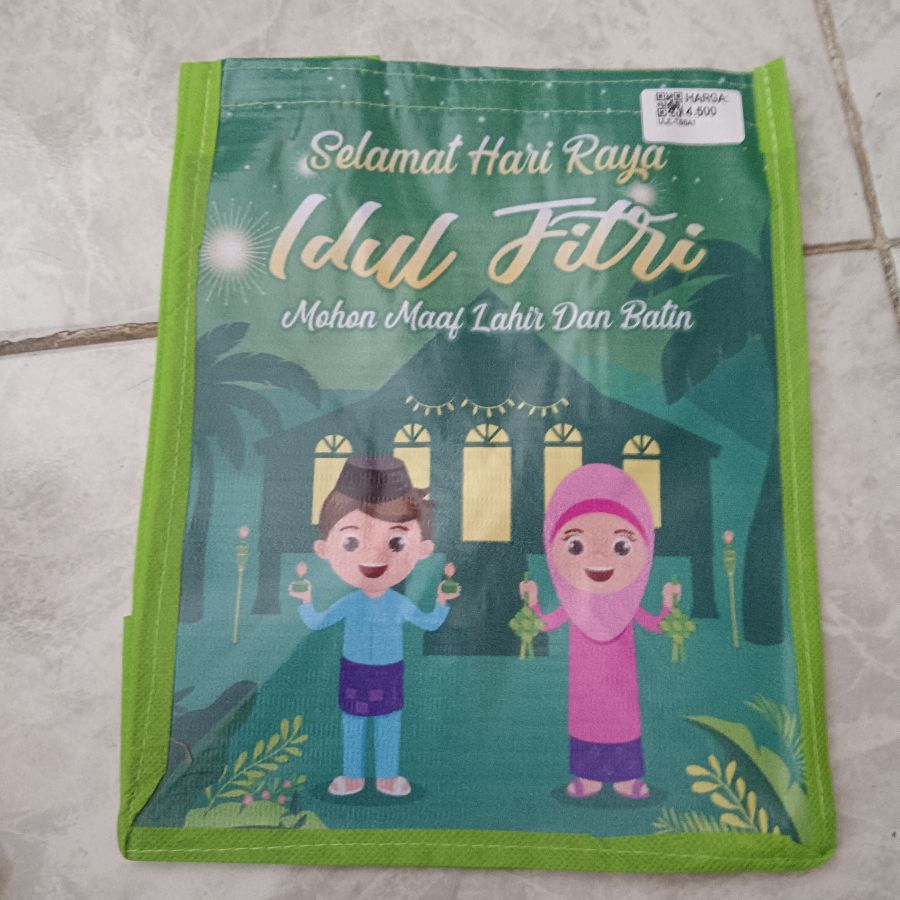 HARGA:
4.500
Selamat Hari Raya
Idul Fitri
Mohon Maaf Lahir Dan Batin